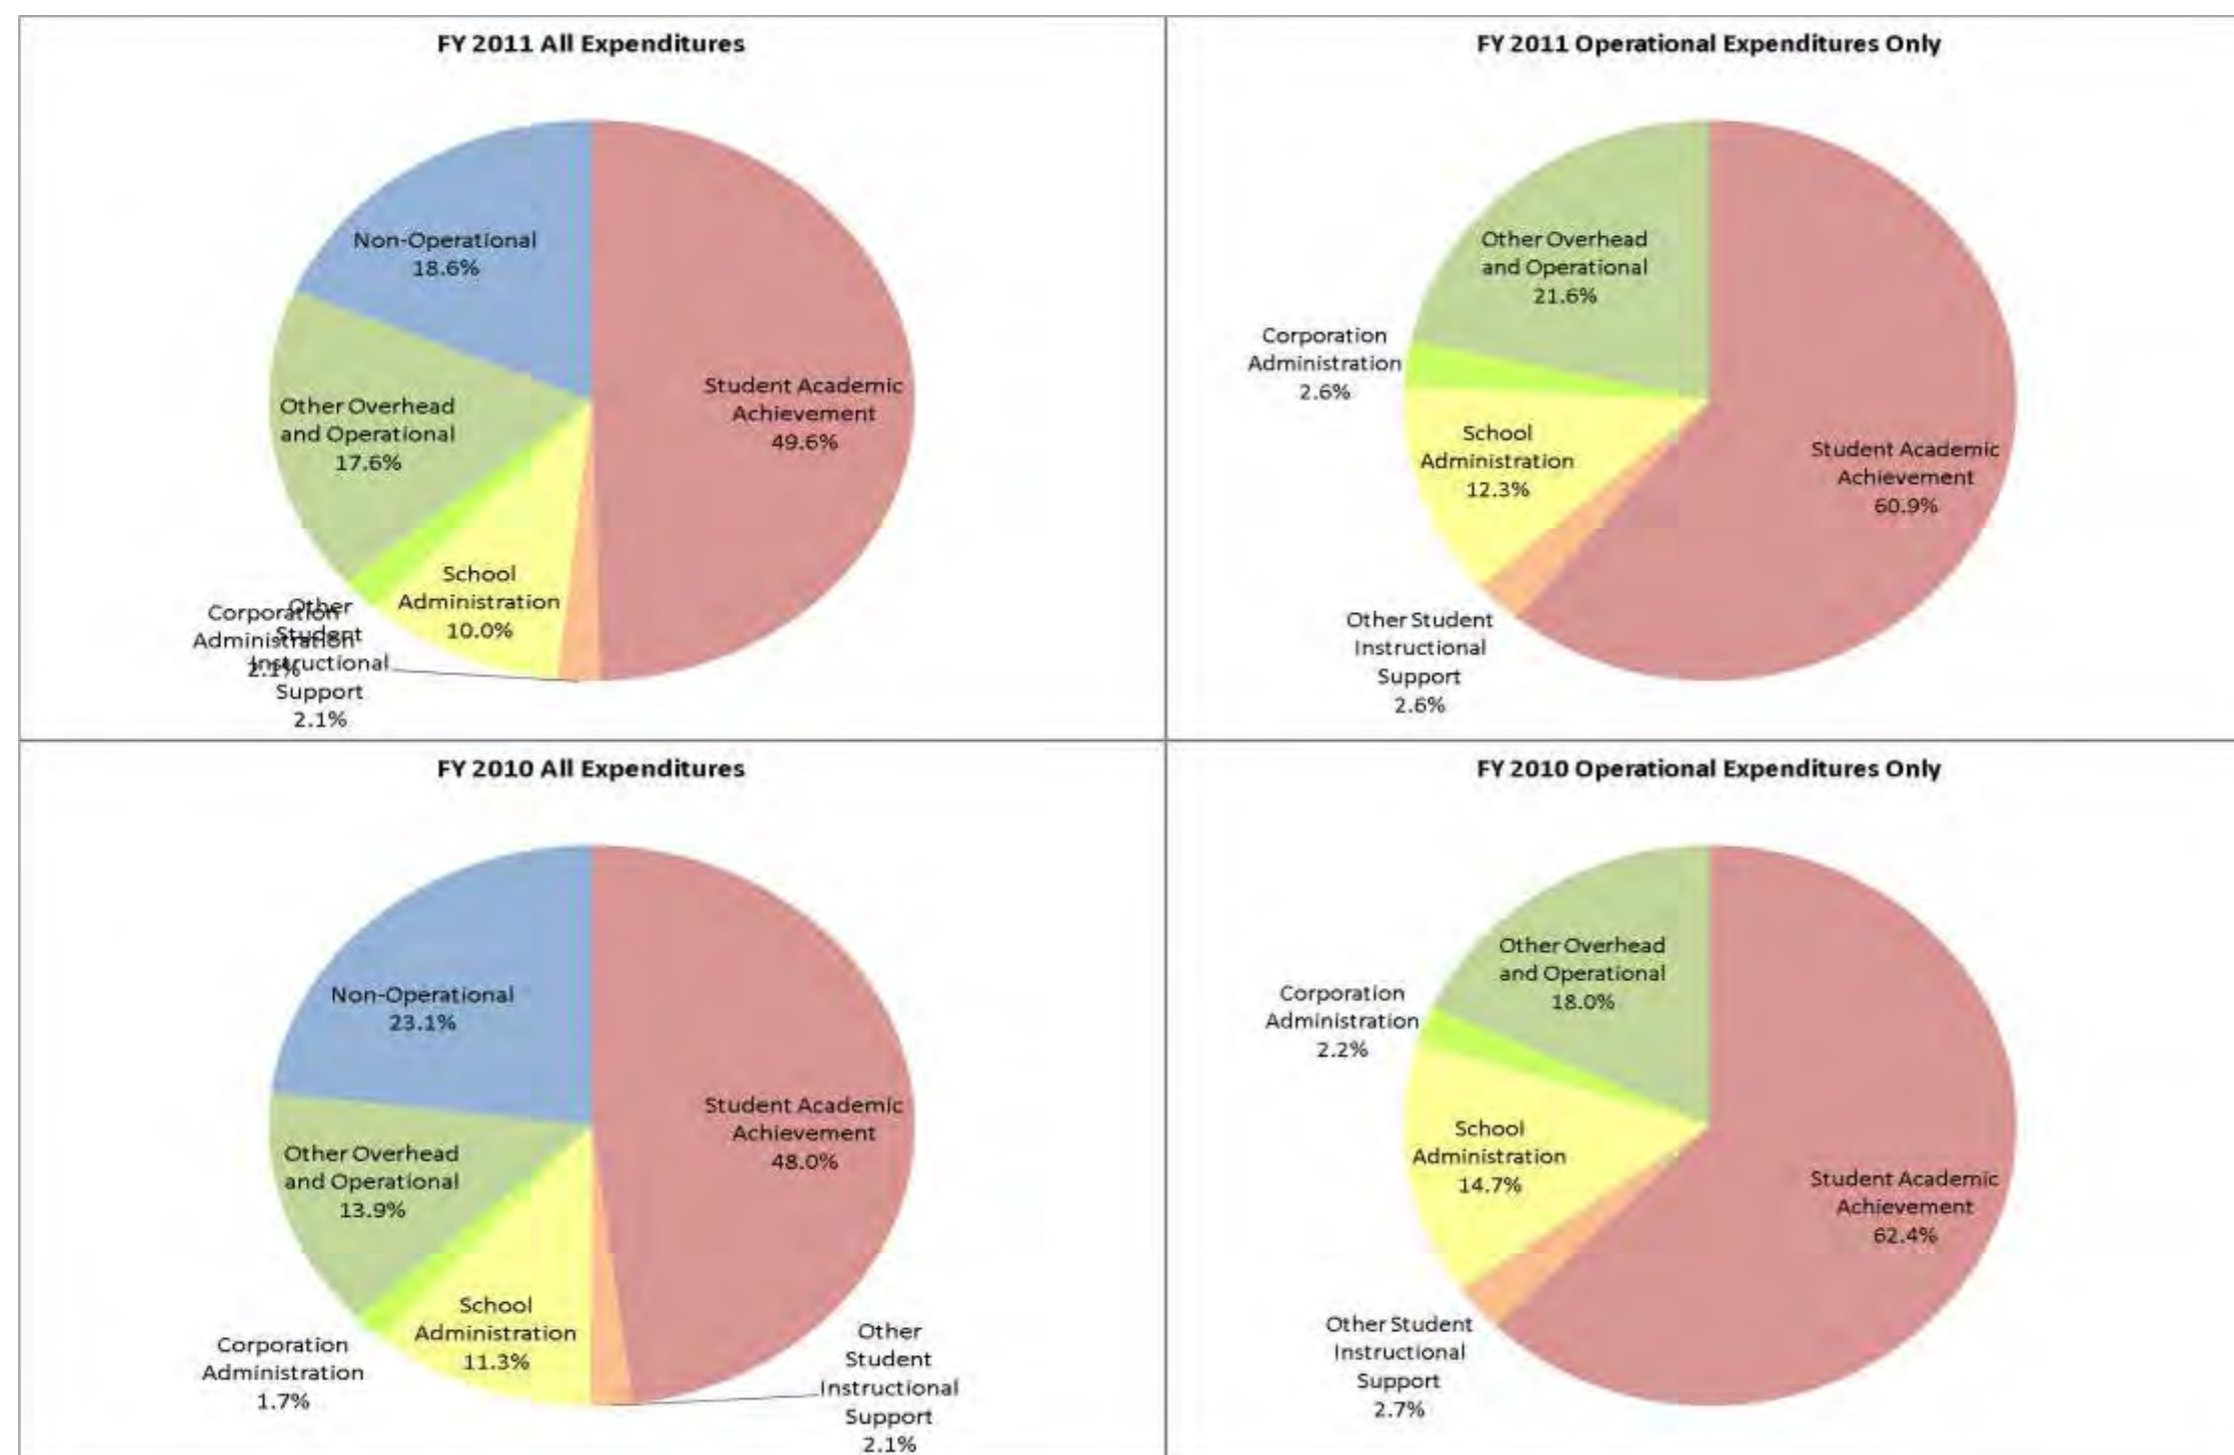 FY 2011 All Expenditures
Non-Operational
18.6%
Student Academic
Achievement
49.6%
Other Overhead
and Operational
17.6%
School
Administration
10.0%
Corporation
Administration
2.1%
Other
Student
Instructional
Support
2.1%
FY 2011 Operational Expenditures Only
Other Overhead
and Operational
21.6%
Corporation
Administration
2.6%
School
Administration
12.3%
Student Academic
Achievement
60.9%
Other Student
Instructional
Support
2.6%
FY 2010 All Expenditures
Non-Operational
23.1%
Student Academic
Achievement
48.0%
Other Overhead
and Operational
13.9%
School
Administration
11.3%
Corporation
Administration
1.7%
Other
Student
Instructional
Support
2.1%
FY 2010 Operational Expenditures Only
Other Overhead
and Operational
18.0%
Corporation
Administration
2.2%
School
Administration
14.7%
Student Academic
Achievement
62.4%
Other Student
Instructional
Support
2.7%